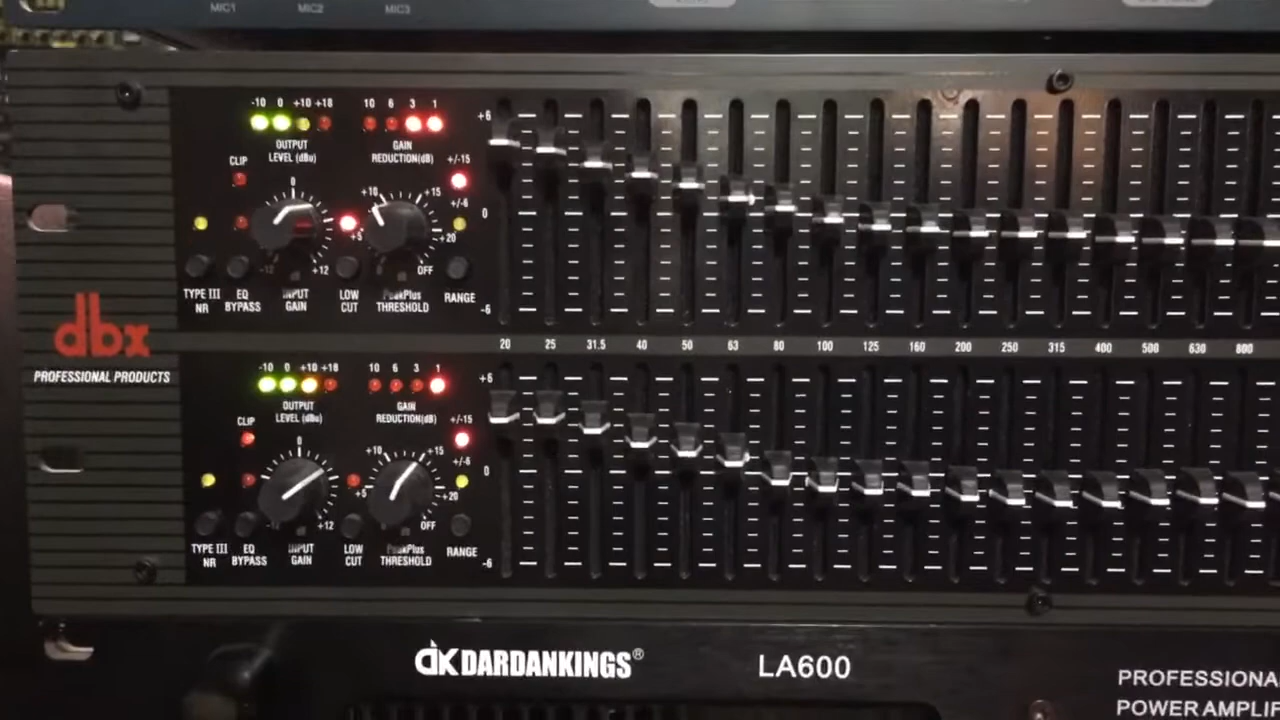 MIC1 MIC2 MIC3
-10 0 +10 +18 10 6 3 1
OUTPUT LEVEL (dBu) GAIN REDUCTION(dB)
CLIP +/-15
0 +10 +15 +/-6
+5 +20
-12 +12 OFF
TYPE III NR EQ BYPASS INPUT GAIN LOW CUT PeakPlus THRESHOLD RANGE
+6
0
-6
dbx
PROFESSIONAL PRODUCTS
20 25 31.5 40 50 63 80 100 125 160 200 250 315 400 500 630 800
-10 0 +10 +18 10 6 3 1
OUTPUT LEVEL (dBu) GAIN REDUCTION(dB)
CLIP +/-15
0 +10 +15 +/-6
+5 +20
+12 OFF
TYPE III NR EQ BYPASS INPUT GAIN LOW CUT PeakPlus THRESHOLD RANGE
+6
0
-6
dK DARDANKINGS® LA600
PROFESSIONA
POWER AMPLIF